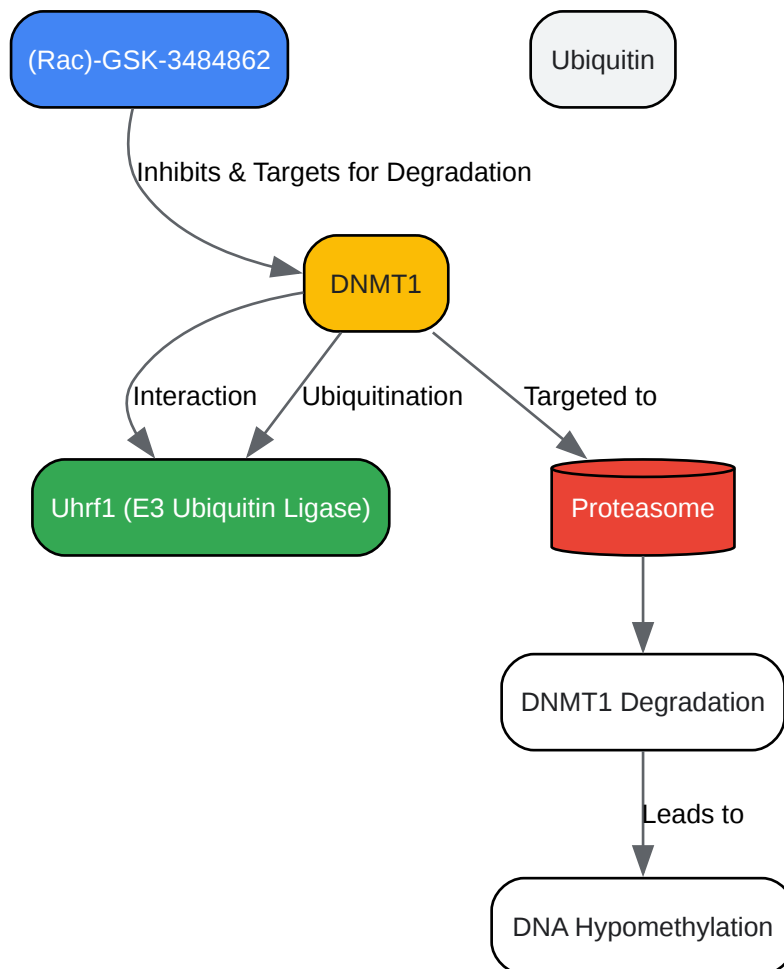 (Rac)-GSK-3484862
Ubiquitin
Inhibits & Targets for Degradation
DNMT1
Interaction
Ubiquitination
Targeted to
Uhrf1 (E3 Ubiquitin Ligase)
Proteasome
DNMT1 Degradation
Leads to
DNA Hypomethylation